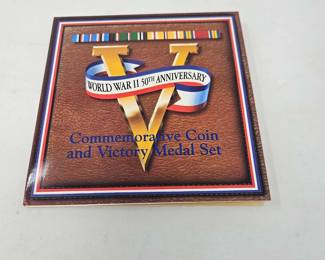 WORLD WAR II 50TH ANNIVERSARY
Commemorative Coin
and Victory Medal Set